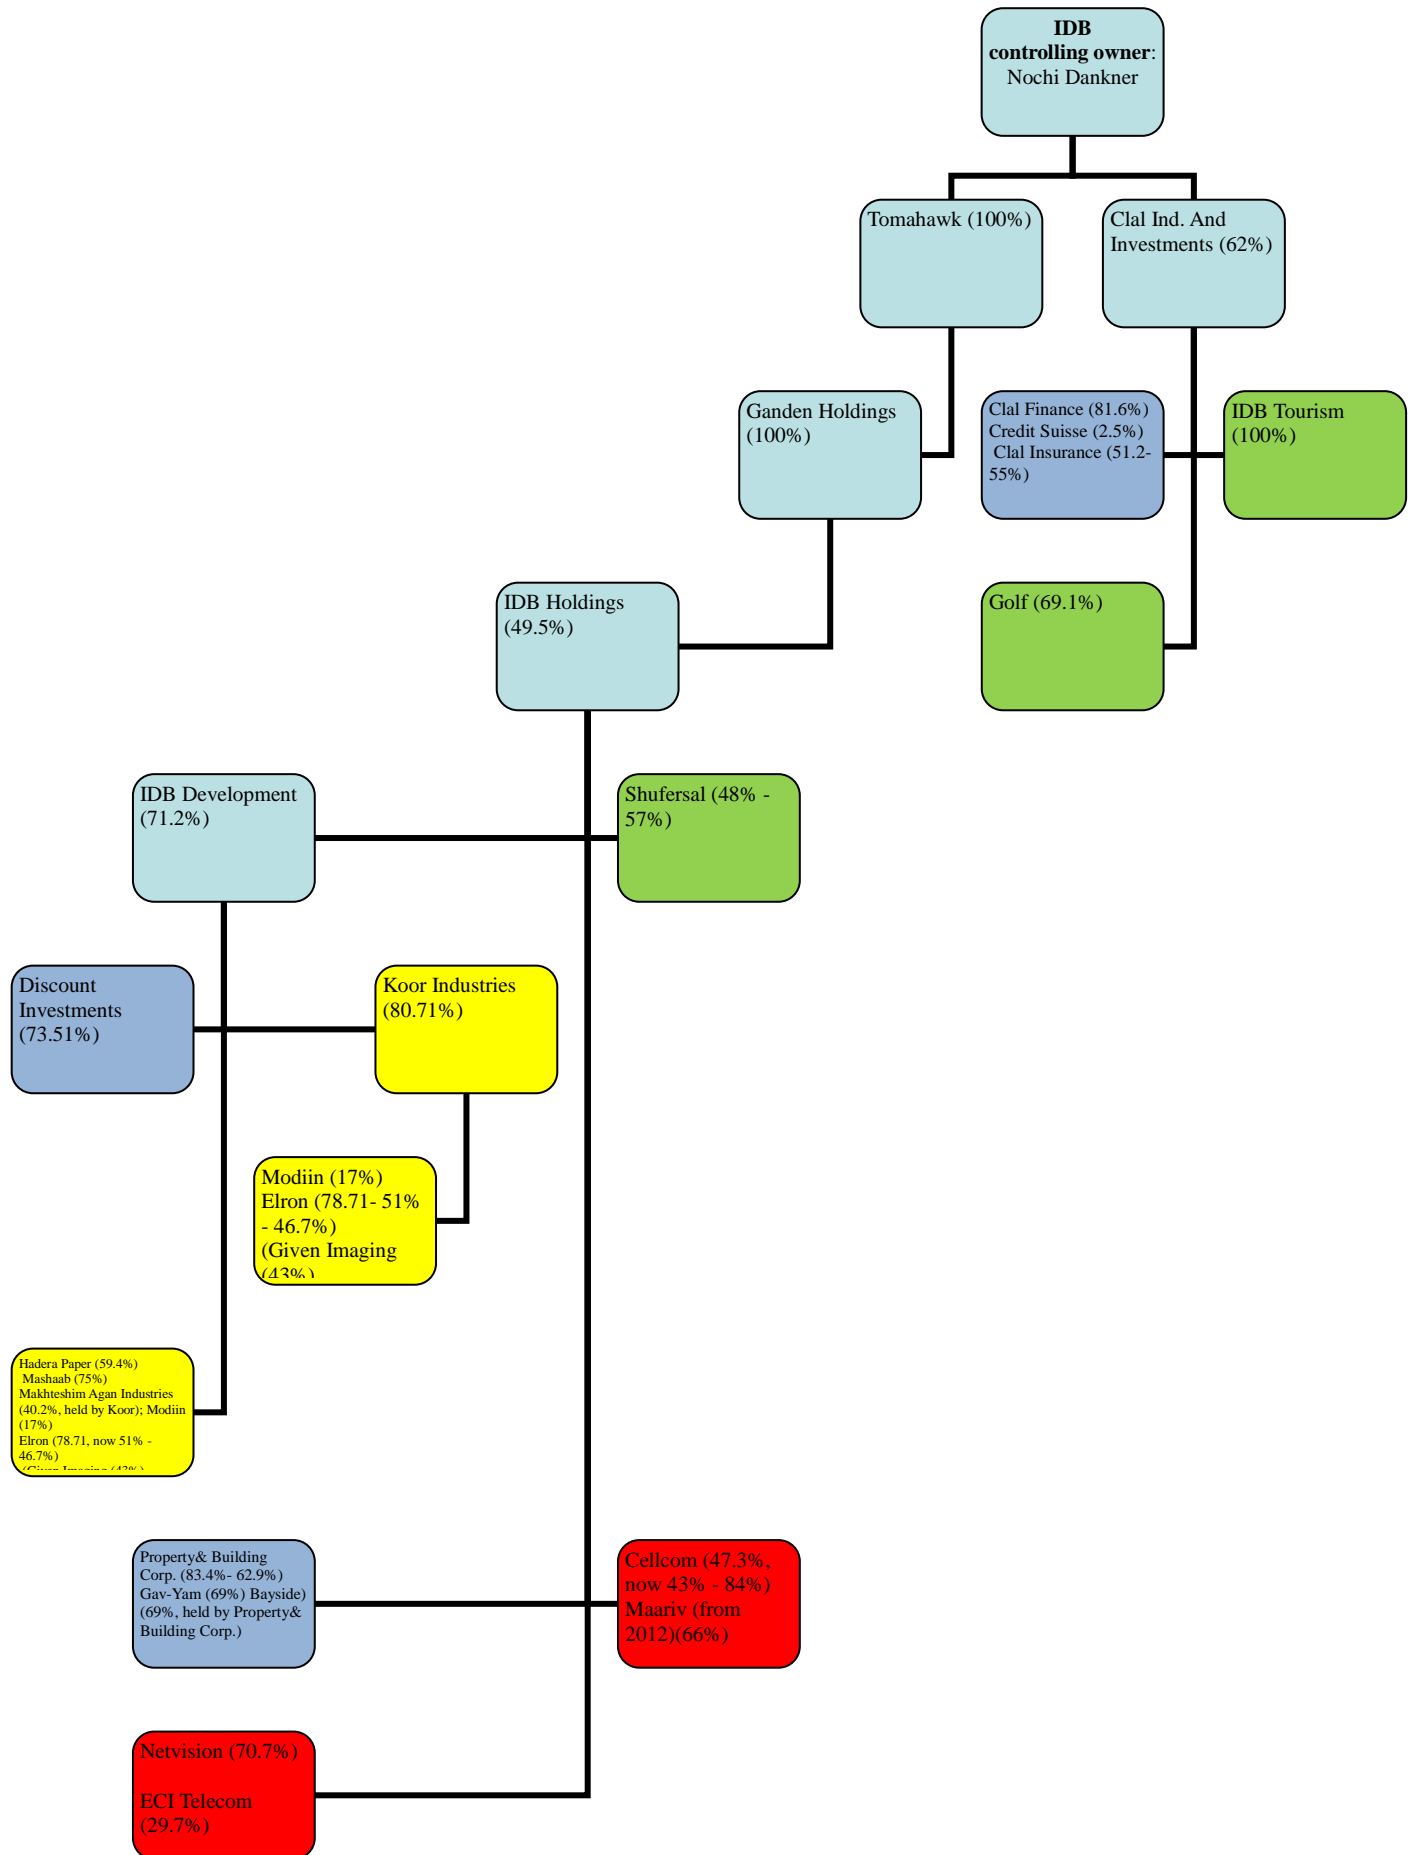 IDB
controlling owner:
Nochi Dankner
Tomahawk (100%)
Clal Ind. And
Investments (62%)
Ganden Holdings
(100%)
Clal Finance (81.6%)
Credit Suisse (2.5%)
Clal Insurance (51.2-
55%)
IDB Tourism
(100%)
IDB Holdings
(49.5%)
Golf (69.1%)
IDB Development
(71.2%)
Shufersal (48% -
57%)
Discount
Investments
(73.51%)
Koor Industries
(80.71%)
Modiin (17%)
Elron (78.71- 51%
- 46.7%)
(Given Imaging
(43%)
Hadera Paper (59.4%)
Mashaab (75%)
Makhteshim Agan Industries
(40.2%, held by Koor); Modiin
(17%)
Elron (78.71, now 51% -
46.7%)
(Given Imaging (43%)
Property& Building
Corp. (83.4%- 62.9%)
Gav-Yam (69%) Bayside)
(69%, held by Property&
Building Corp.)
Cellcom (47.3%,
now 43% - 84%)
Maariv (from
2012)(66%)
Netvision (70.7%)
ECI Telecom
(29.7%)